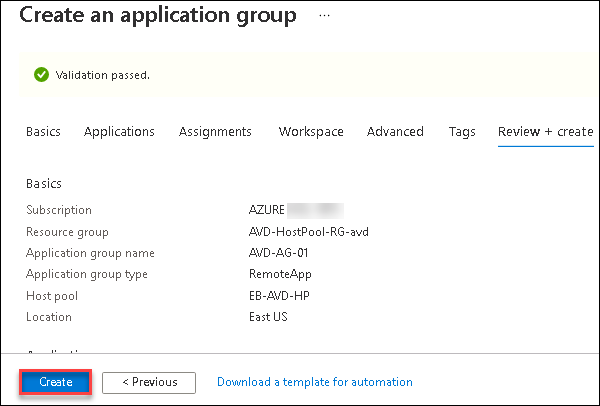 Create an application group ...
Validation passed.
Basics Applications Assignments Workspace Advanced Tags Review + create
Basics
Subscription AZURE
Resource group AVD-HostPool-RG-avd
Application group name AVD-AG-01
Application group type RemoteApp
Host pool EB-AVD-HP
Location East US
Create < Previous Download a template for automation